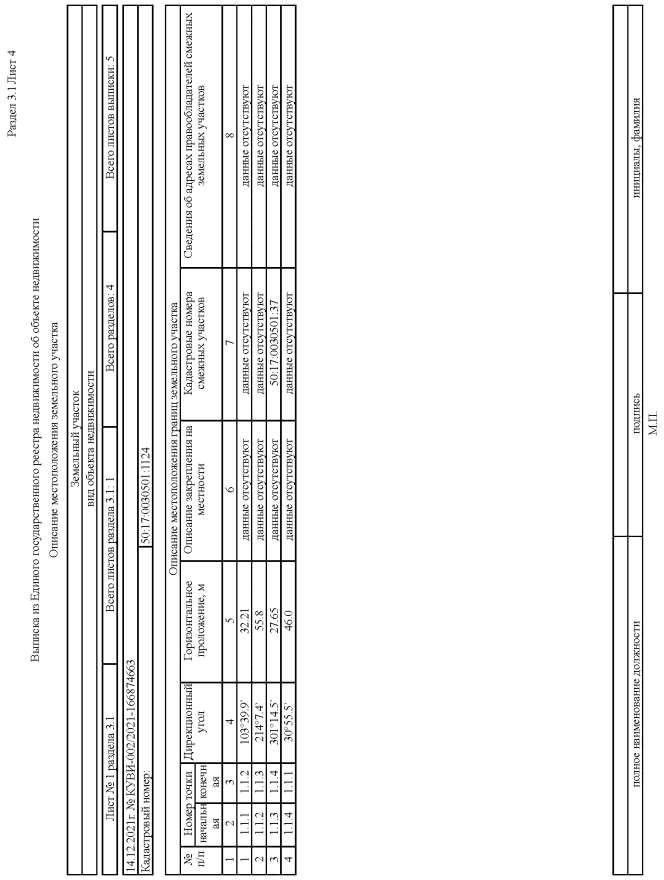 Раздел 3.1 Лист 4
Выписка из Единого государственного реестра недвижимости об объекте недвижимости
Описание местоположения земельного участка
Земельный участок
вид объекта недвижимости
Лист № 1 раздела 3.1 Всего листов раздела 3.1: 1 Всего разделов: 4 Всего листов выписки: 5
14.12.2021г. № КУВИ-002/2021-166874663
Кадастровый номер: 50:17:0030501:1124
Описание местоположения границ земельного участка
№ п/п Номер точки Дирекционный угол Горизонтальное проложение, м Описание закрепления на местности Кадастровые номера смежных участков Сведения об адресах правообладателей смежных земельных участков
начальн ая конечн ая
1 2 3 4 5 6 7 8
1 1.1.1 1.1.2 103°39.9` 32.21 данные отсутствуют данные отсутствуют данные отсутствуют
2 1.1.2 1.1.3 214°7.4` 55.8 данные отсутствуют данные отсутствуют данные отсутствуют
3 1.1.3 1.1.4 301°14.5` 27.65 данные отсутствуют 50:17:0030501:37 данные отсутствуют
4 1.1.4 1.1.1 30°55.5` 46.0 данные отсутствуют данные отсутствуют данные отсутствуют
полное наименование должности подпись инициалы, фамилия
М.П.